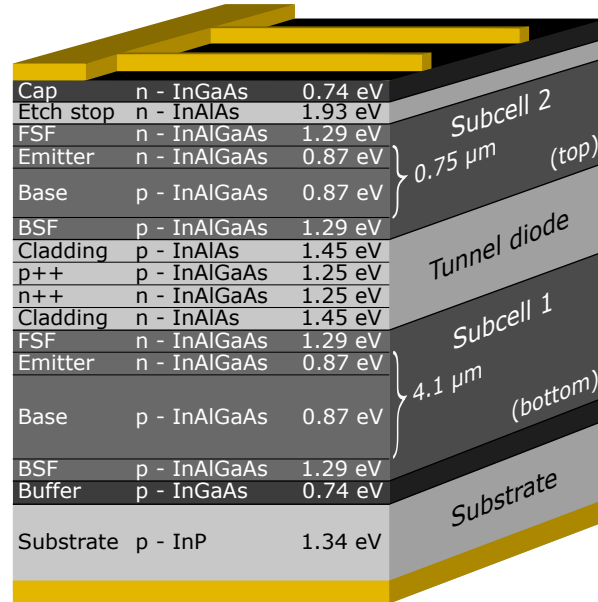 Cap n - InGaAs 0.74 eV
Etch stop n - InAlAs 1.93 eV
FSF n - InAlGaAs 1.29 eV
Emitter n - InAlGaAs 0.87 eV
Base p - InAlGaAs 0.87 eV
BSF p - InAlGaAs 1.29 eV
Cladding p - InAlAs 1.45 eV
p++ p - InAlGaAs 1.25 eV
n++ n - InAlGaAs 1.25 eV
Cladding n - InAlAs 1.45 eV
FSF n - InAlGaAs 1.29 eV
Emitter n - InAlGaAs 0.87 eV
Base p - InAlGaAs 0.87 eV
BSF p - InAlGaAs 1.29 eV
Buffer p - InGaAs 0.74 eV
Substrate p - InP 1.34 eV
Subcell 2
0.75 µm
(top)
Tunnel diode
Subcell 1
4.1 µm
(bottom)
Substrate